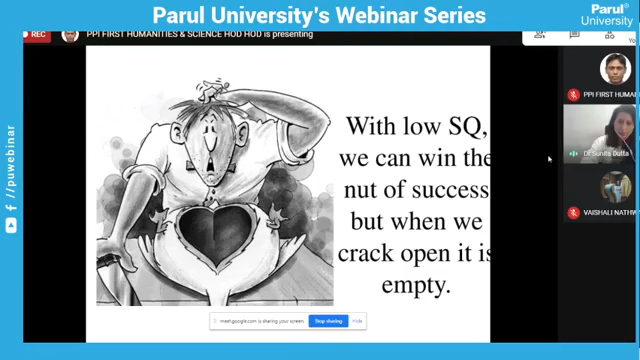 Parul University's Webinar Series
Parul®
University
REC
PPI FIRST HUMANITIES & SCIENCE HOD HOD is presenting
Yo
PPI FIRST HUMAN
With low SQ,
we can win the
nut of success
but when we
crack open it is
empty.
Dr Sunita Dutta
VAISHALI NATHW
meet.google.com is sharing your screen.
Stop sharing
Hide
/puwebinar